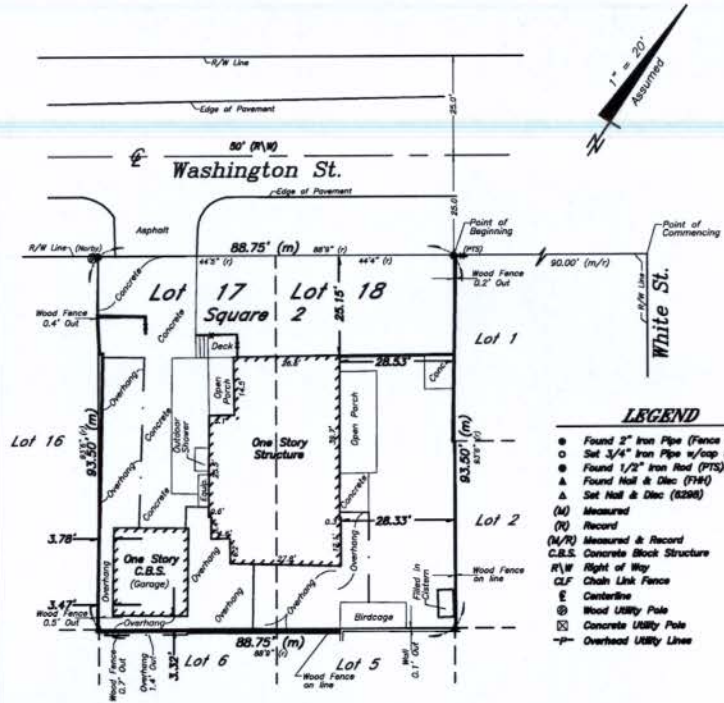 R/W Line
Edge of Pavement
1" = 20'
Assumed
N
25.0'
50' (R\W)
Washington St.
Edge of Pavement
25.0'
Point of
Beginning
Point of
Commencing
Asphalt
R/W Line
(Norby)
88.75' (m)
88'9" (r)
44'5" (r)
44'4" (r)
(PTS)
90.00' (m/r)
R/W Line
White St.
Wood Fence
0.2' Out
Concrete
Lot 17
Square 2
Lot 18
25.15'
Wood Fence
0.4' Out
Concrete
Deck
Lot 1
26.5'
28.53'
Conc
Overhang
Overhang
Open
Porch
14.5'
Lot 16
93.50' (m)
Concrete
Outdoor
Shower
One Story
Structure
Open Porch
93.50' (m)
LEGEND
Found 2" Iron Pipe (Fence
Set 3/4" Iron Pipe w/cap
Found 1/2" Iron Rod (PTS)
Found Nail & Disc (FHH)
Set Nail & Disc (6298)
(M) Measured
(R) Record
(M/R) Measured & Record
C.B.S. Concrete Block Structure
R\W Right of Way
CLF Chain Link Fence
Centerline
Wood Utility Pole
Concrete Utility Pole
-P- Overhead Utility Lines
Overhang
Concrete
Equip.
Concrete
Lot 2
28.33'
3.78'
One Story
C.B.S.
(Garage)
Overhang
Overhang
Overhang
Filled in
Cistern
Wood Fence
on line
3.47'
Wood Fence
0.5' Out
Overhang
Overhang
Birdcage
88.75' (m)
88'9" (r)
Wood Fence
0.7' Out
Overhang
1.4' Out
3.32'
Lot 6
Wood Fence
on line
Lot 5
Wall
0.1' Out